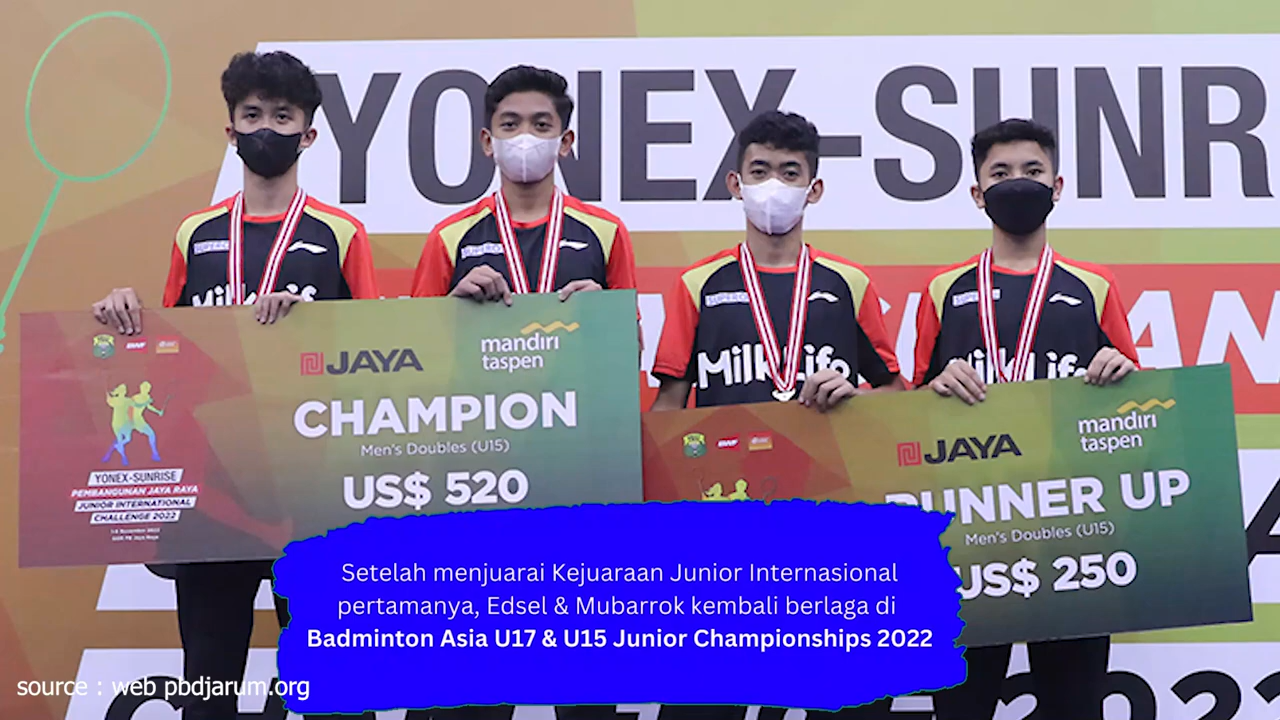 YONEX-SUNR
SUPERO
MilkLife
JAYA
mandiri
taspen
CHAMPION
Men's Doubles (U15)
US$ 520
YONEX-SUNRISE
PEMBANGUNAN JAYA RAYA
JUNIOR INTERNATIONAL
CHALLENGE 2022
JAYA
mandiri
taspen
RUNNER UP
Men's Doubles (U15)
US$ 250
Setelah menjuarai Kejuaraan Junior Internasional
pertamanya, Edsel & Mubarrok kembali berlaga di
Badminton Asia U17 & U15 Junior Championships 2022
source : web pbdjarum.org